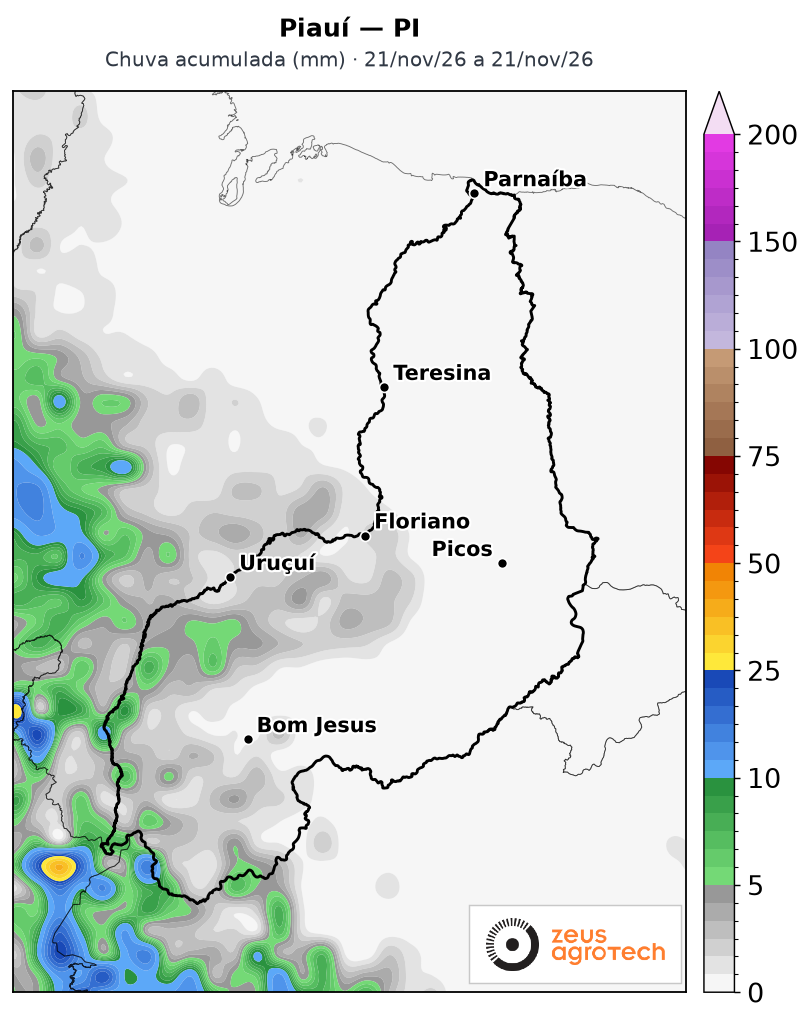 Piauí — PI
Chuva acumulada (mm) · 21/nov/26 a 21/nov/26
Parnaíba
Teresina
Floriano
Picos
Uruçuí
Bom Jesus
200
150
100
75
50
25
10
5
0
zeus
agrotech